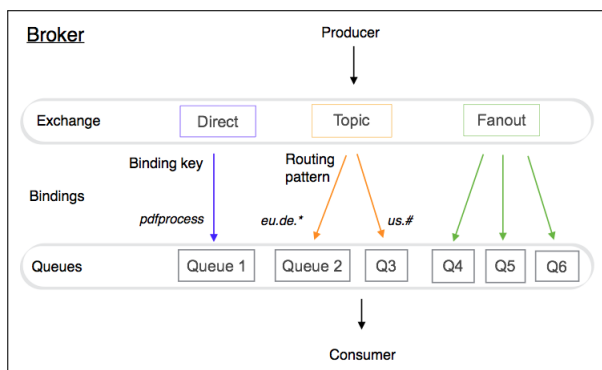 Broker
Producer
Exchange
Direct
Topic
Fanout
Binding key
Routing
pattern
Bindings
pdfprocess
eu.de.*
us.#
Queues
Queue 1
Queue 2
Q3
Q4
Q5
Q6
Consumer